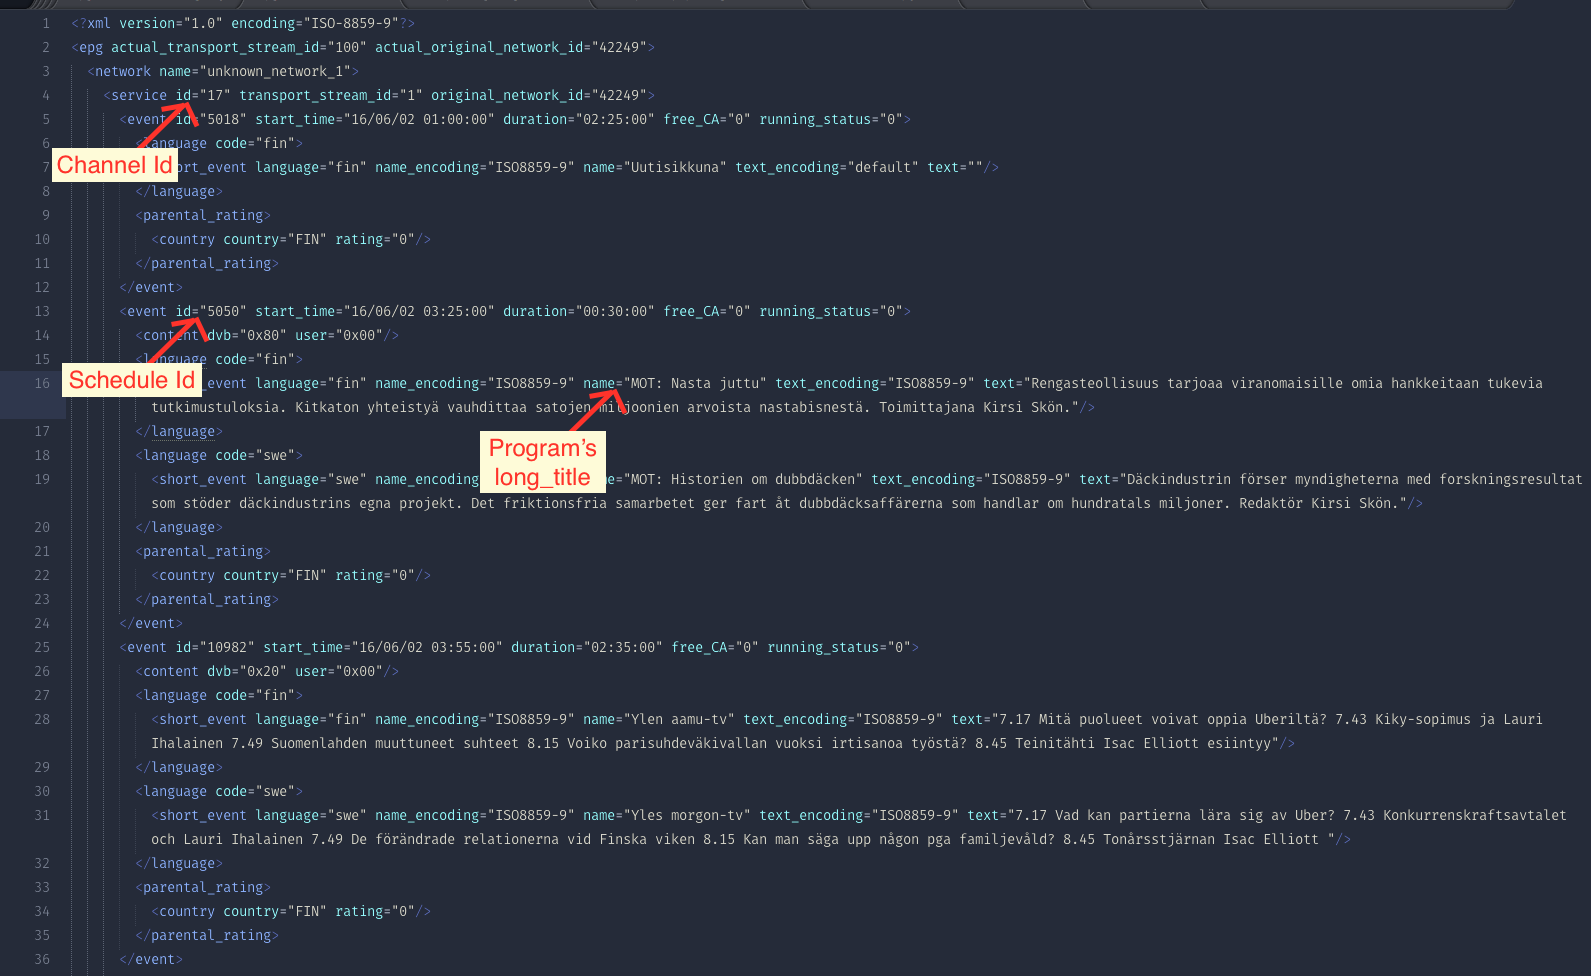 1 <?xml version="1.0" encoding="ISO-8859-9"?>
2 <epg actual_transport_stream_id="100" actual_original_network_id="42249">
3 <network name="unknown_network_1">
4 <service id="17" transport_stream_id="1" original_network_id="42249">
5 <event id="5018" start_time="16/06/02 01:00:00" duration="02:25:00" free_CA="0" running_status="0">
6 <language code="fin">
Channel Id
7 ort_event language="fin" name_encoding="ISO8859-9" name="Uutisikkuna" text_encoding="default" text=""/>
8 </language>
9 <parental_rating>
10 <country country="FIN" rating="0"/>
11 </parental_rating>
12 </event>
13 <event id="5050" start_time="16/06/02 03:25:00" duration="00:30:00" free_CA="0" running_status="0">
14 <content dvb="0x80" user="0x00"/>
15 <language code="fin">
Schedule Id
16 _event language="fin" name_encoding="ISO8859-9" name="MOT: Nasta juttu" text_encoding="ISO8859-9" text="Rengasteollisuus tarjoaa viranomaisille omia hankkeitaan tukevia
tutkimustuloksia. Kitkaton yhteistyä vauhdittaa satojen miljoonien arvoista nastabisnestä. Toimittajana Kirsi Skön."/>
17 </language>
Program's
long_title
18 <language code="swe">
19 <short_event language="swe" name_enco me="MOT: Historien om dubbdäcken" text_encoding="ISO8859-9" text="Däckindustrin förser myndigheterna med forskningsresultat
som stöder däckindustrins egna projekt. Det friktionsfria samarbetet ger fart åt dubbdäcksaffärerna som handlar om hundratals miljoner. Redaktör Kirsi Skön."/>
20 </language>
21 <parental_rating>
22 <country country="FIN" rating="0"/>
23 </parental_rating>
24 </event>
25 <event id="10982" start_time="16/06/02 03:55:00" duration="02:35:00" free_CA="0" running_status="0">
26 <content dvb="0x20" user="0x00"/>
27 <language code="fin">
28 <short_event language="fin" name_encoding="ISO8859-9" name="Ylen aamu-tv" text_encoding="ISO8859-9" text="7.17 Mitä puolueet voivat oppia Uberiltä? 7.43 Kiky-sopimus ja Lauri
Ihalainen 7.49 Suomenlahden muuttuneet suhteet 8.15 Voiko parisuhdeväkivallan vuoksi irtisanoa työstä? 8.45 Teinitähti Isac Elliott esiintyy"/>
29 </language>
30 <language code="swe">
31 <short_event language="swe" name_encoding="ISO8859-9" name="Yles morgon-tv" text_encoding="ISO8859-9" text="7.17 Vad kan partierna lära sig av Uber? 7.43 Konkurrenskraftsavtalet
och Lauri Ihalainen 7.49 De förändrade relationerna vid Finska viken 8.15 Kan man säga upp någon pga familjevåld? 8.45 Tonårsstjärnan Isac Elliott "/>
32 </language>
33 <parental_rating>
34 <country country="FIN" rating="0"/>
35 </parental_rating>
36 </event>